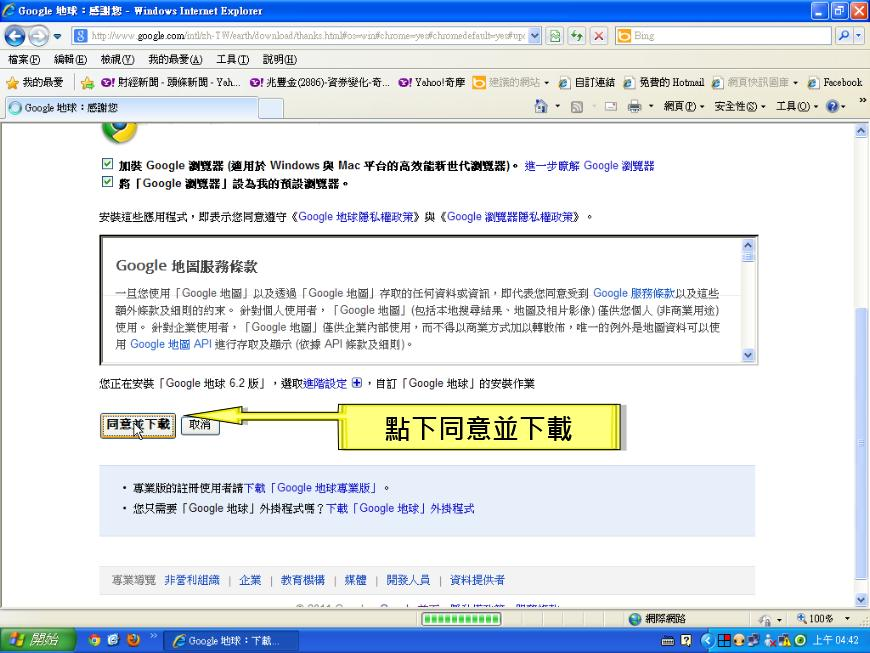 Google 地球：感謝您 - Windows Internet Explorer
http://www.google.com/intl/zh-TW/earth/download/thanks.html#os=win#chrome=yes#chromedefault=yes#up
Bing
檔案(F) 編輯(E) 檢視(V) 我的最愛(A) 工具(T) 說明(H)
我的最愛 財經新聞 - 頭條新聞 - Yah... 兆豐金(2886)-資券變化-奇... Yahoo!奇摩 建議的網站 自訂連結 免費的 Hotmail 網頁快訊圖庫 Facebook
Google 地球：感謝您 網頁(P) 安全性(S) 工具(O)
加裝 Google 瀏覽器 (適用於 Windows 與 Mac 平台的高效能新世代瀏覽器)。 進一步瞭解 Google 瀏覽器
將「Google 瀏覽器」設為我的預設瀏覽器。
安裝這些應用程式，即表示您同意遵守《Google 地球隱私權政策》與《Google 瀏覽器隱私權政策》。
Google 地圖服務條款
一旦您使用「Google 地圖」以及透過「Google 地圖」存取的任何資料或資訊，即代表您同意受到 Google 服務條款以及這些
額外條款及細則的約束。 針對個人使用者，「Google 地圖」(包括本地搜尋結果、地圖及相片影像) 僅供您個人 (非商業用途)
使用。 針對企業使用者，「Google 地圖」僅供企業內部使用，而不得以商業方式加以轉散佈，唯一的例外是地圖資料可以使
用 Google 地圖 API 進行存取及顯示 (依據 API 條款及細則)。
您正在安裝「Google 地球 6.2 版」，選取進階設定，自訂「Google 地球」的安裝作業
同意並下載 取消
點下同意並下載
• 專業版的註冊使用者請下載「Google 地球專業版」。
• 您只需要「Google 地球」外掛程式嗎？下載「Google 地球」外掛程式
專業導覽 非營利組織 | 企業 | 教育機構 | 媒體 | 開發人員 | 資料提供者
網際網路 100%
開始 Google 地球：下載... 上午 04:42